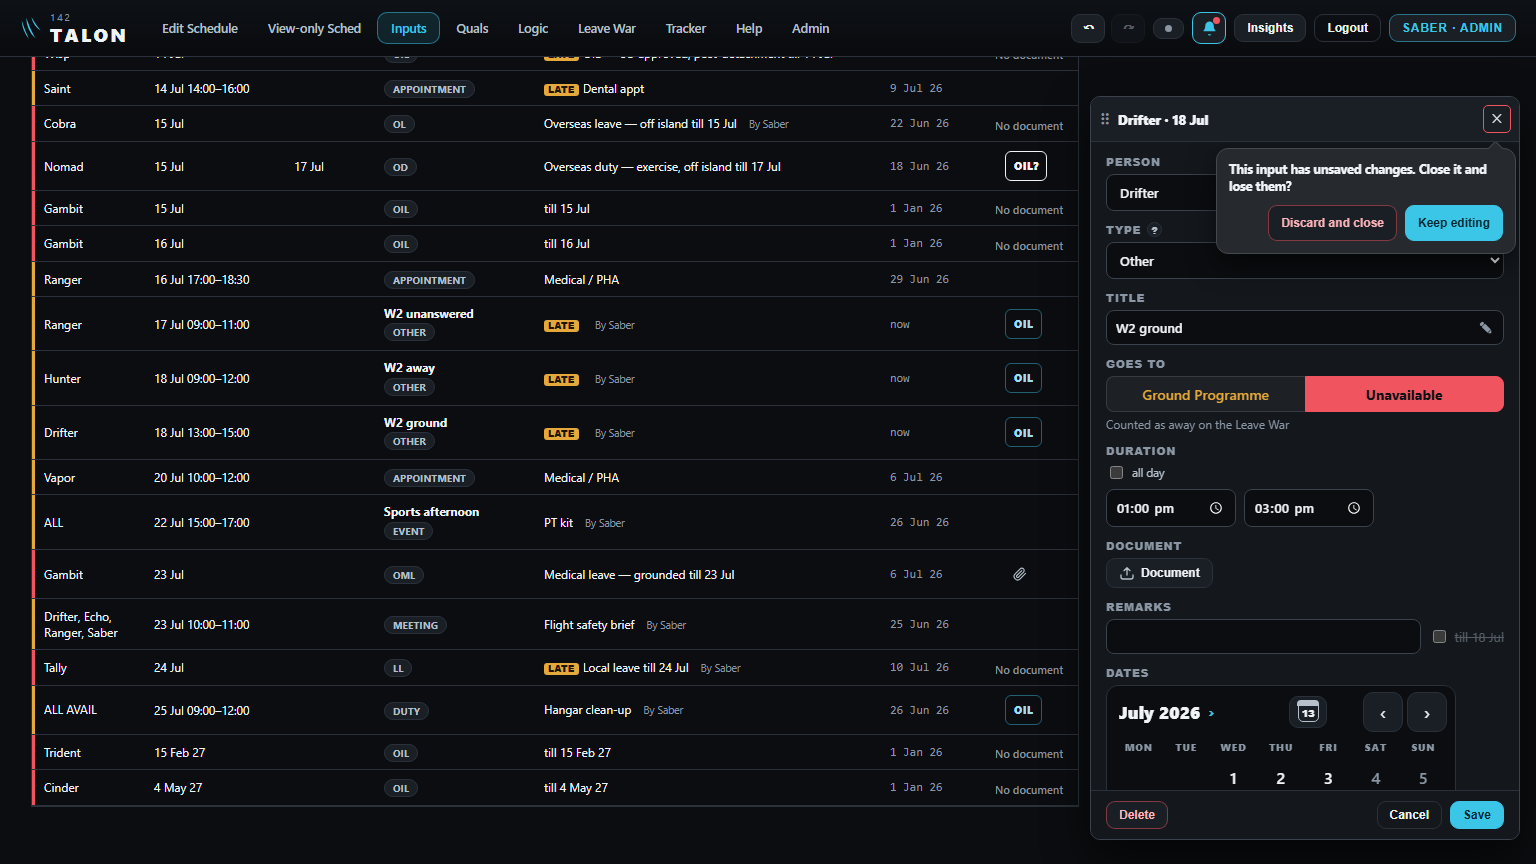 142
TALON
Edit Schedule
View-only Sched
Inputs
Quals
Logic
Leave War
Tracker
Help
Admin
Insights
Logout
SABER · ADMIN
No document
Saint 14 Jul 14:00–16:00 APPOINTMENT LATE Dental appt 9 Jul 26
Cobra 15 Jul OL Overseas leave — off island till 15 Jul By Saber 22 Jun 26 No document
Nomad 15 Jul 17 Jul OD Overseas duty — exercise, off island till 17 Jul 18 Jun 26 OIL?
Gambit 15 Jul OIL till 15 Jul 1 Jan 26 No document
Gambit 16 Jul OIL till 16 Jul 1 Jan 26 No document
Ranger 16 Jul 17:00–18:30 APPOINTMENT Medical / PHA 29 Jun 26
W2 unanswered
Ranger 17 Jul 09:00–11:00 OTHER LATE By Saber now OIL
W2 away
Hunter 18 Jul 09:00–12:00 OTHER LATE By Saber now OIL
W2 ground
Drifter 18 Jul 13:00–15:00 OTHER LATE By Saber now OIL
Vapor 20 Jul 10:00–12:00 APPOINTMENT Medical / PHA 6 Jul 26
Sports afternoon
ALL 22 Jul 15:00–17:00 EVENT PT kit By Saber 26 Jun 26
Gambit 23 Jul OML Medical leave — grounded till 23 Jul 6 Jul 26
Drifter, Echo,
Ranger, Saber 23 Jul 10:00–11:00 MEETING Flight safety brief By Saber 25 Jun 26
Tally 24 Jul LL LATE Local leave till 24 Jul By Saber 10 Jul 26 No document
ALL AVAIL 25 Jul 09:00–12:00 DUTY Hangar clean-up By Saber 26 Jun 26 OIL
Trident 15 Feb 27 OIL till 15 Feb 27 1 Jan 26 No document
Cinder 4 May 27 OIL till 4 May 27 1 Jan 26 No document
Drifter · 18 Jul
PERSON
Drifter
This input has unsaved changes. Close it and
lose them?
Discard and close
Keep editing
TYPE ?
Other
TITLE
W2 ground
GOES TO
Ground Programme
Unavailable
Counted as away on the Leave War
DURATION
all day
01:00 pm
03:00 pm
DOCUMENT
Document
REMARKS
till 18 Jul
DATES
July 2026 ›
13
‹ ›
MON TUE WED THU FRI SAT SUN
1 2 3 4 5
Delete
Cancel
Save